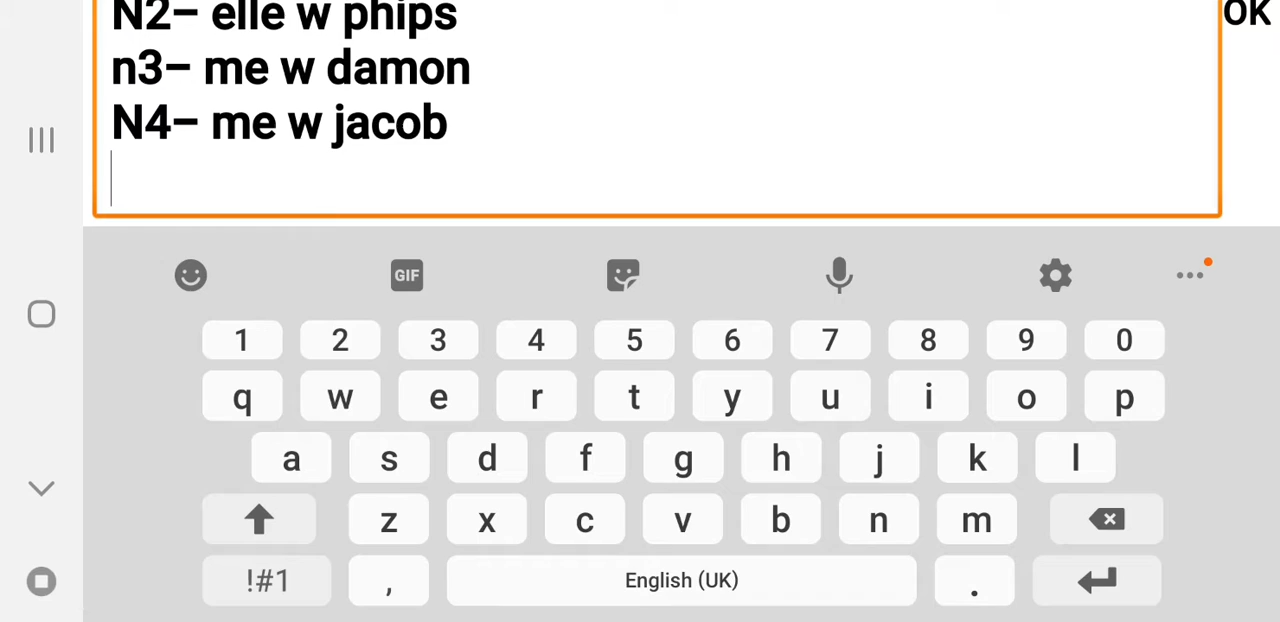 N2– elle w phips
OK
n3– me w damon
N4– me w jacob
GIF
1 2 3 4 5 6 7 8 9 0
q w e r t y u i o p
a s d f g h j k l
z x c v b n m
!#1 , English (UK) .